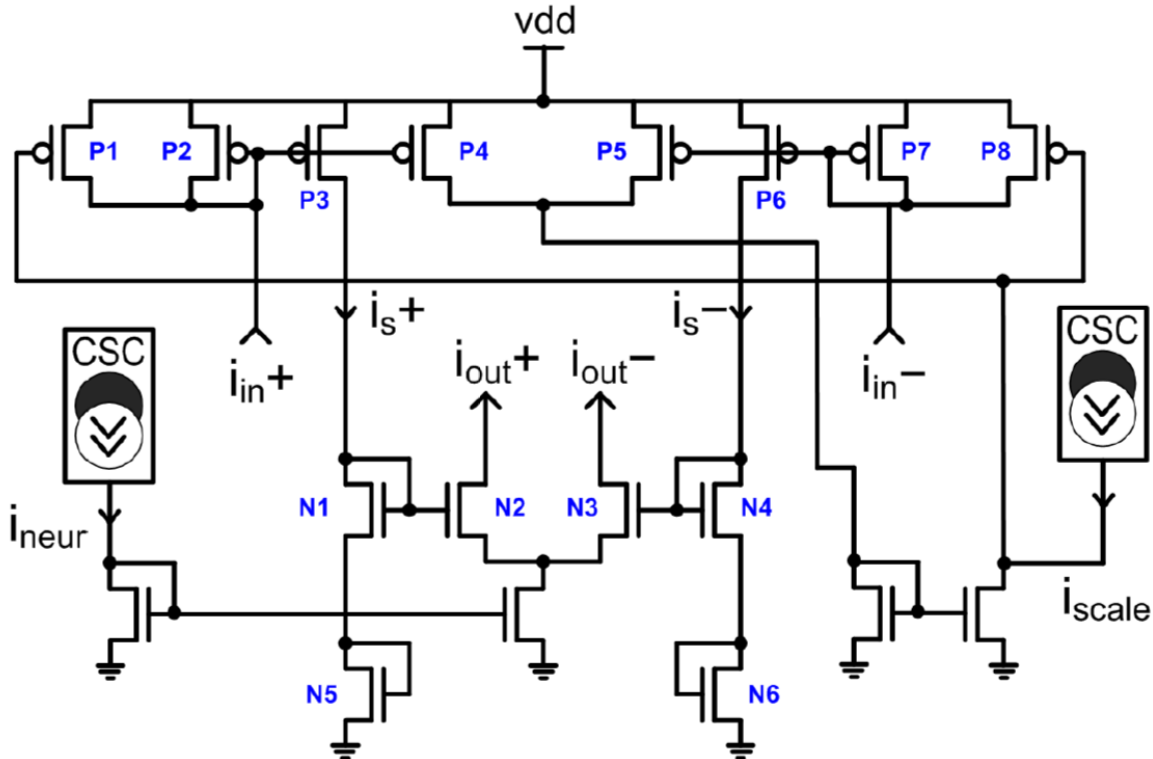 vdd
P1
P2
P3
P4
P5
P6
P7
P8
is+
is−
CSC
iin+
iout+
iout−
iin−
CSC
ineur
N1
N2
N3
N4
iscale
N5
N6